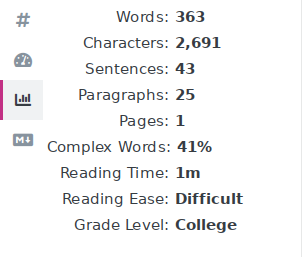 #
Words: 363
Characters: 2,691
Sentences: 43
Paragraphs: 25
Pages: 1
M
Complex Words: 41%
Reading Time: 1m
Reading Ease: Difficult
Grade Level: College